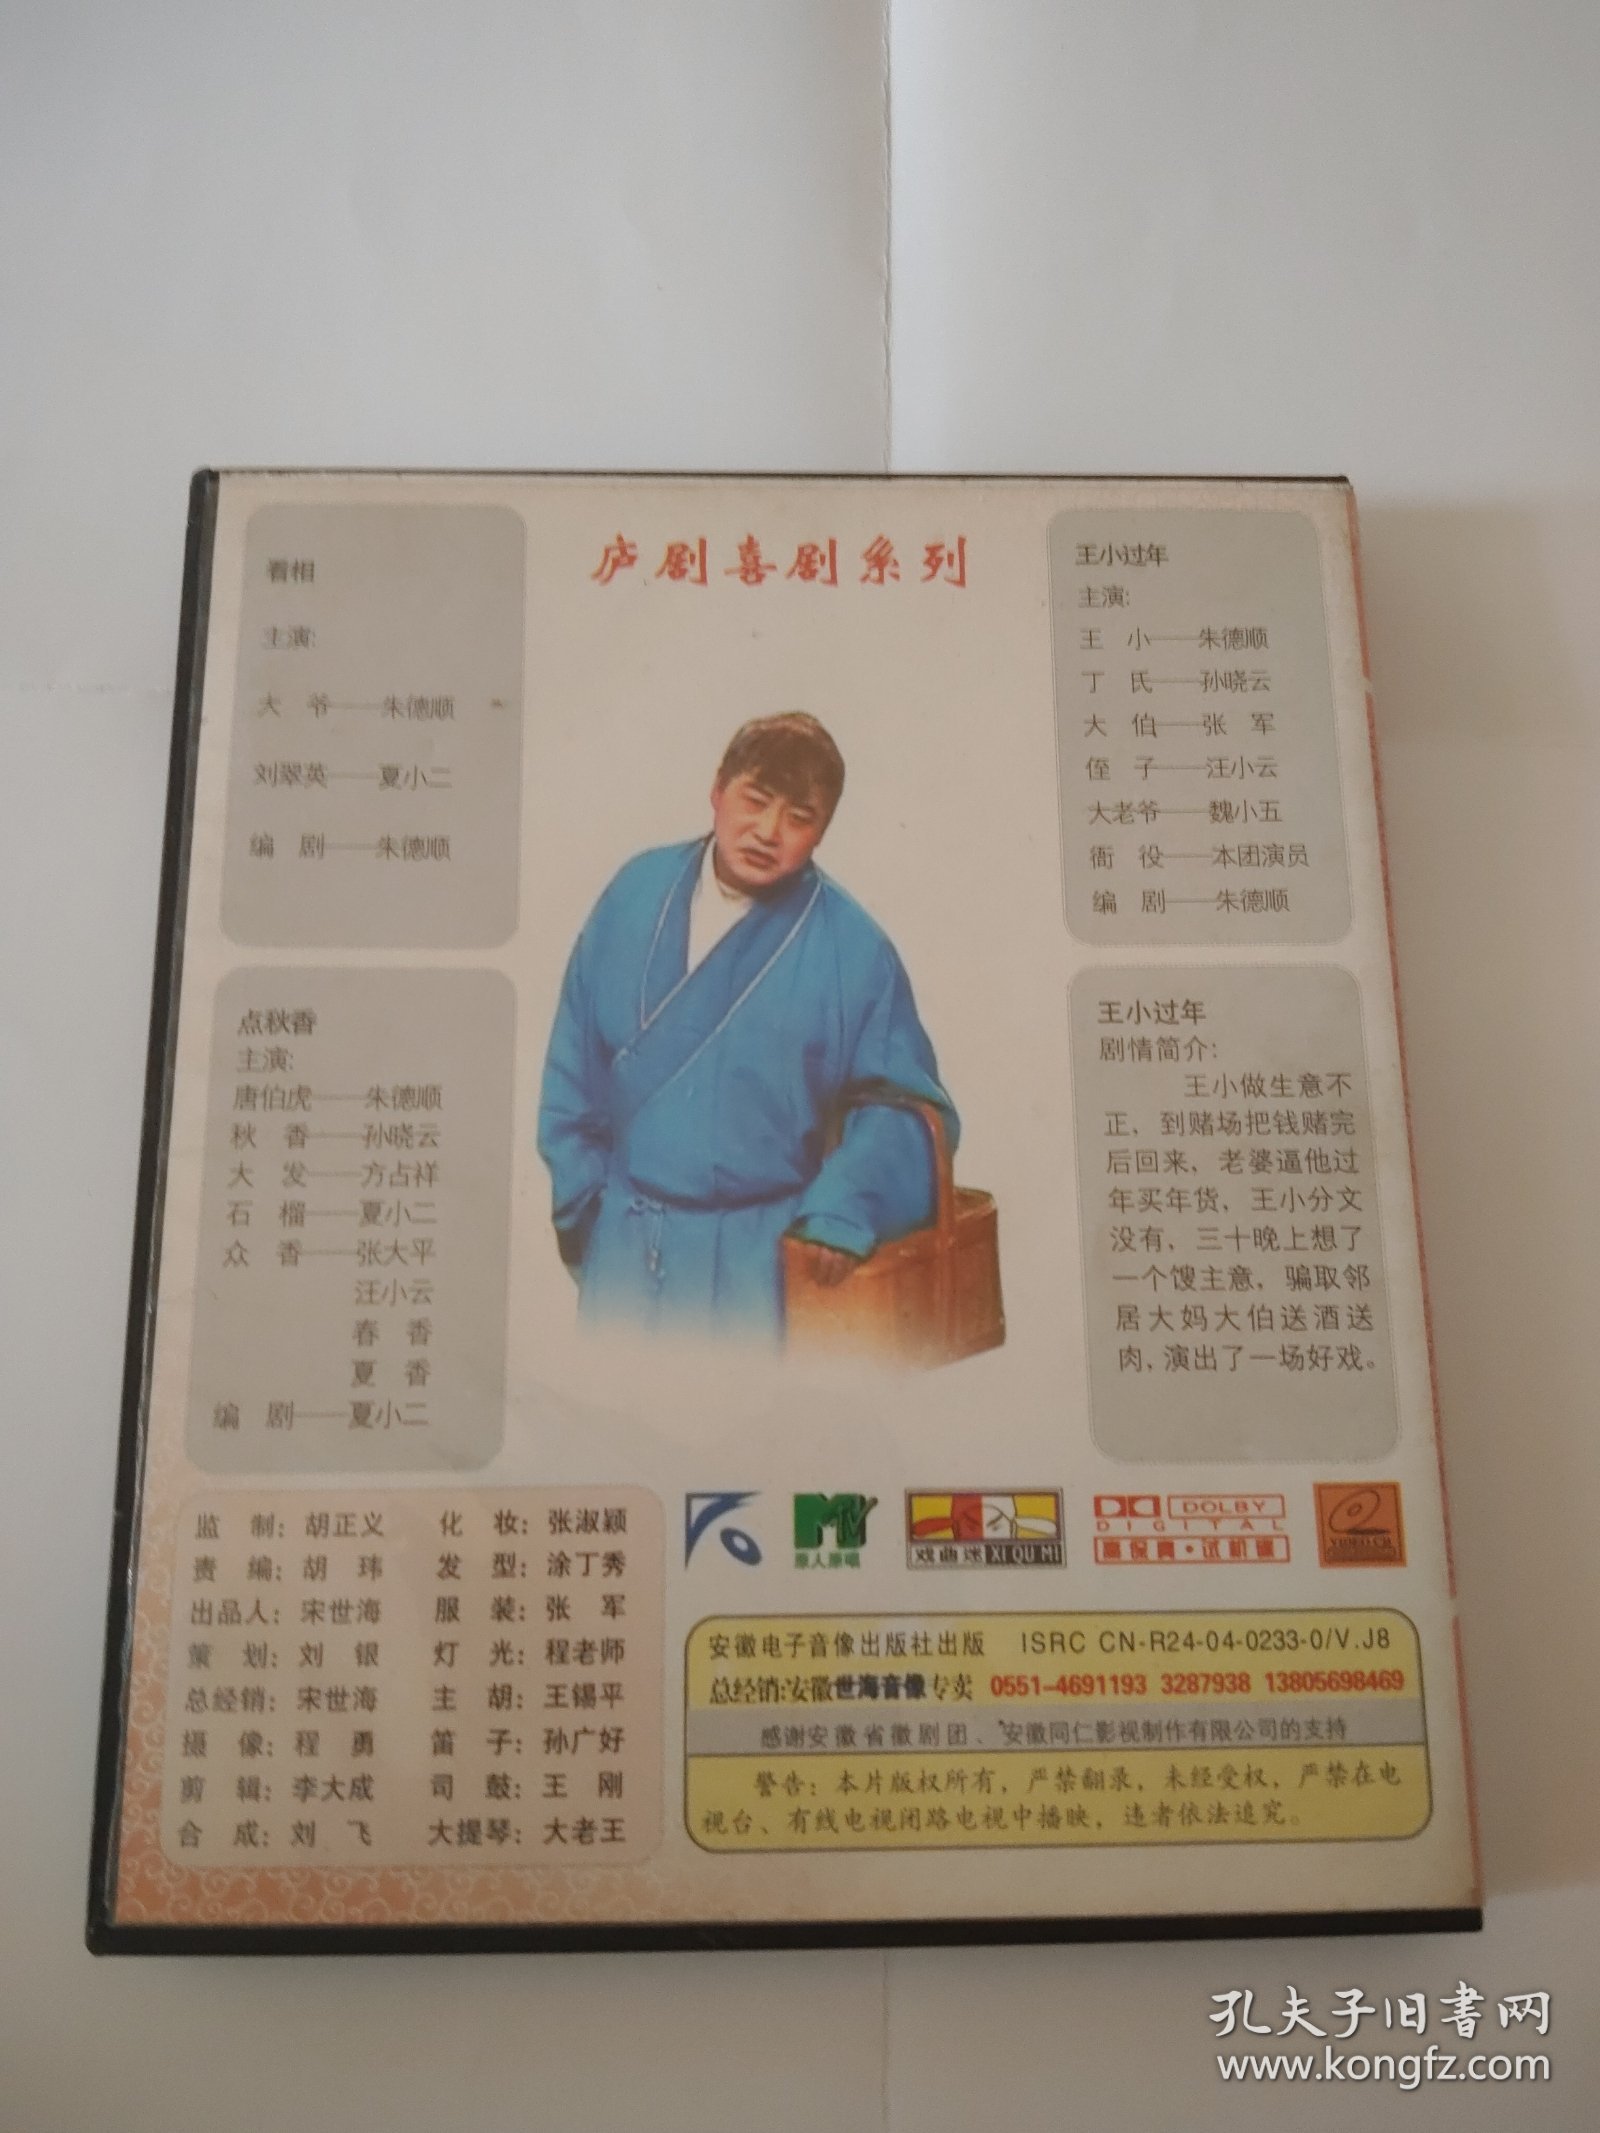 庐剧喜剧系列
看相
主演:
大 爷——朱德顺
刘翠英——夏小二
编 剧——朱德顺
王小过年
主演:
王 小——朱德顺
丁 氏——孙晓云
大 伯——张 军
侄 子——汪小云
大老爷——魏小五
衙 役——本团演员
编 剧——朱德顺
点秋香
主演:
唐伯虎——朱德顺
秋 香——孙晓云
大 发——方占祥
石 榴——夏小二
众 香——张大平
汪小云
春 香
夏 香
编 剧——夏小二
王小过年
剧情简介:
王小做生意不
正，到赌场把钱赌完
后回来，老婆逼他过
年买年货，王小分文
没有，三十晚上想了
一个馊主意，骗取邻
居大妈大伯送酒送
肉，演出了一场好戏。
监 制：胡正义 化 妆：张淑颖
责 编：胡 玮 发 型：涂丁秀
出品人：宋世海 服 装：张 军
策 划：刘 银 灯 光：程老师
总经销：宋世海 主 胡：王锡平
摄 像：程 勇 笛 子：孙广好
剪 辑：李大成 司 鼓：王 刚
合 成：刘 飞 大提琴：大老王
MTV
原人原唱
戏曲迷 XI QU MI
DOLBY
DIGITAL
高保真·试机碟
VIDEO CD
安徽电子音像出版社出版 ISRC CN-R24-04-0233-0/V.J8
总经销:安徽世海音像专卖 0551-4691193 3287938 13805698469
感谢安徽省徽剧团、安徽同仁影视制作有限公司的支持
警告：本片版权所有，严禁翻录，未经受权，严禁在电
视台、有线电视闭路电视中播映，违者依法追究。
孔夫子旧书网
www.kongfz.com